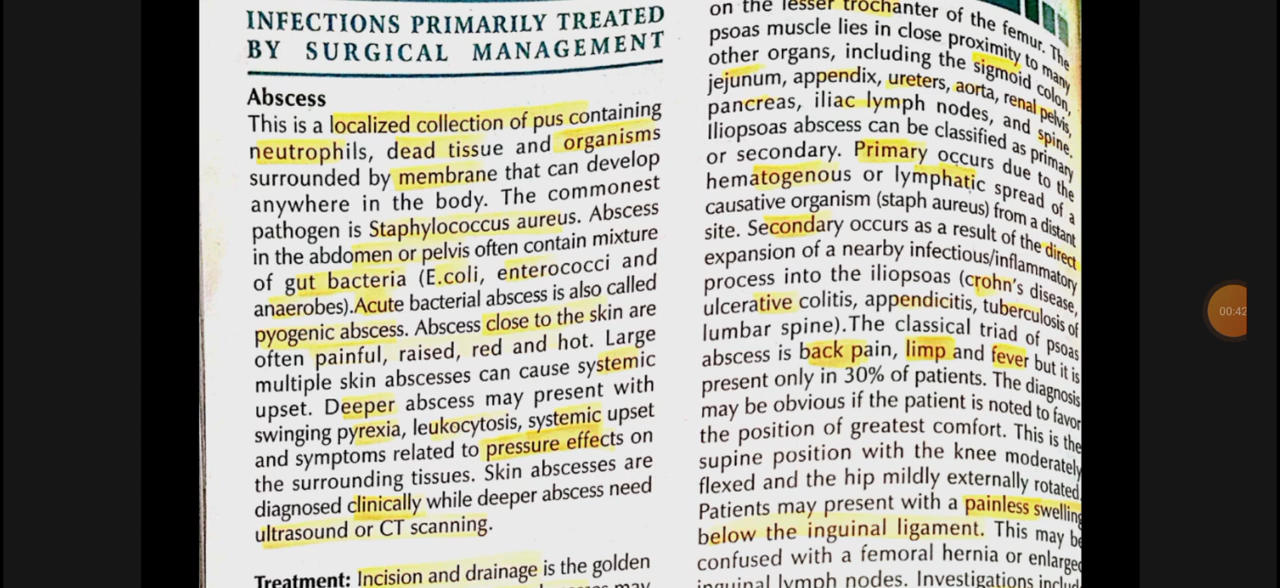 INFECTIONS PRIMARILY TREATED
BY SURGICAL MANAGEMENT
Abscess
This is a localized collection of pus containing
neutrophils, dead tissue and organisms
surrounded by membrane that can develop
anywhere in the body. The commonest
pathogen is Staphylococcus aureus. Abscess
in the abdomen or pelvis often contain mixture
of gut bacteria (E.coli, enterococci and
anaerobes).Acute bacterial abscess is also called
pyogenic abscess. Abscess close to the skin are
often painful, raised, red and hot. Large
multiple skin abscesses can cause systemic
upset. Deeper abscess may present with
swinging pyrexia, leukocytosis, systemic upset
and symptoms related to pressure effects on
the surrounding tissues. Skin abscesses are
diagnosed clinically while deeper abscess need
ultrasound or CT scanning.
Treatment: Incision and drainage is the golden
may
on the lesser trochanter of the femur. The
psoas muscle lies in close proximity to many
other organs, including the sigmoid colon,
jejunum, appendix, ureters, aorta, renal pelvis,
pancreas, iliac lymph nodes, and spine.
Iliopsoas abscess can be classified as primary
or secondary. Primary occurs due to the
hematogenous or lymphatic spread of a
causative organism (staph aureus) from a distant
site. Secondary occurs as a result of the direct
expansion of a nearby infectious/inflammatory
process into the iliopsoas (crohn's disease,
ulcerative colitis, appendicitis, tuberculosis of
lumbar spine).The classical triad of psoas
abscess is back pain, limp and fever but it is
present only in 30% of patients. The diagnosis
may be obvious if the patient is noted to favor
the position of greatest comfort. This is the
supine position with the knee moderately
flexed and the hip mildly externally rotated.
Patients may present with a painless swelling
below the inguinal ligament. This may be
confused with a femoral hernia or enlarged
inguinal lymph nodes. Investigations includ
00:42